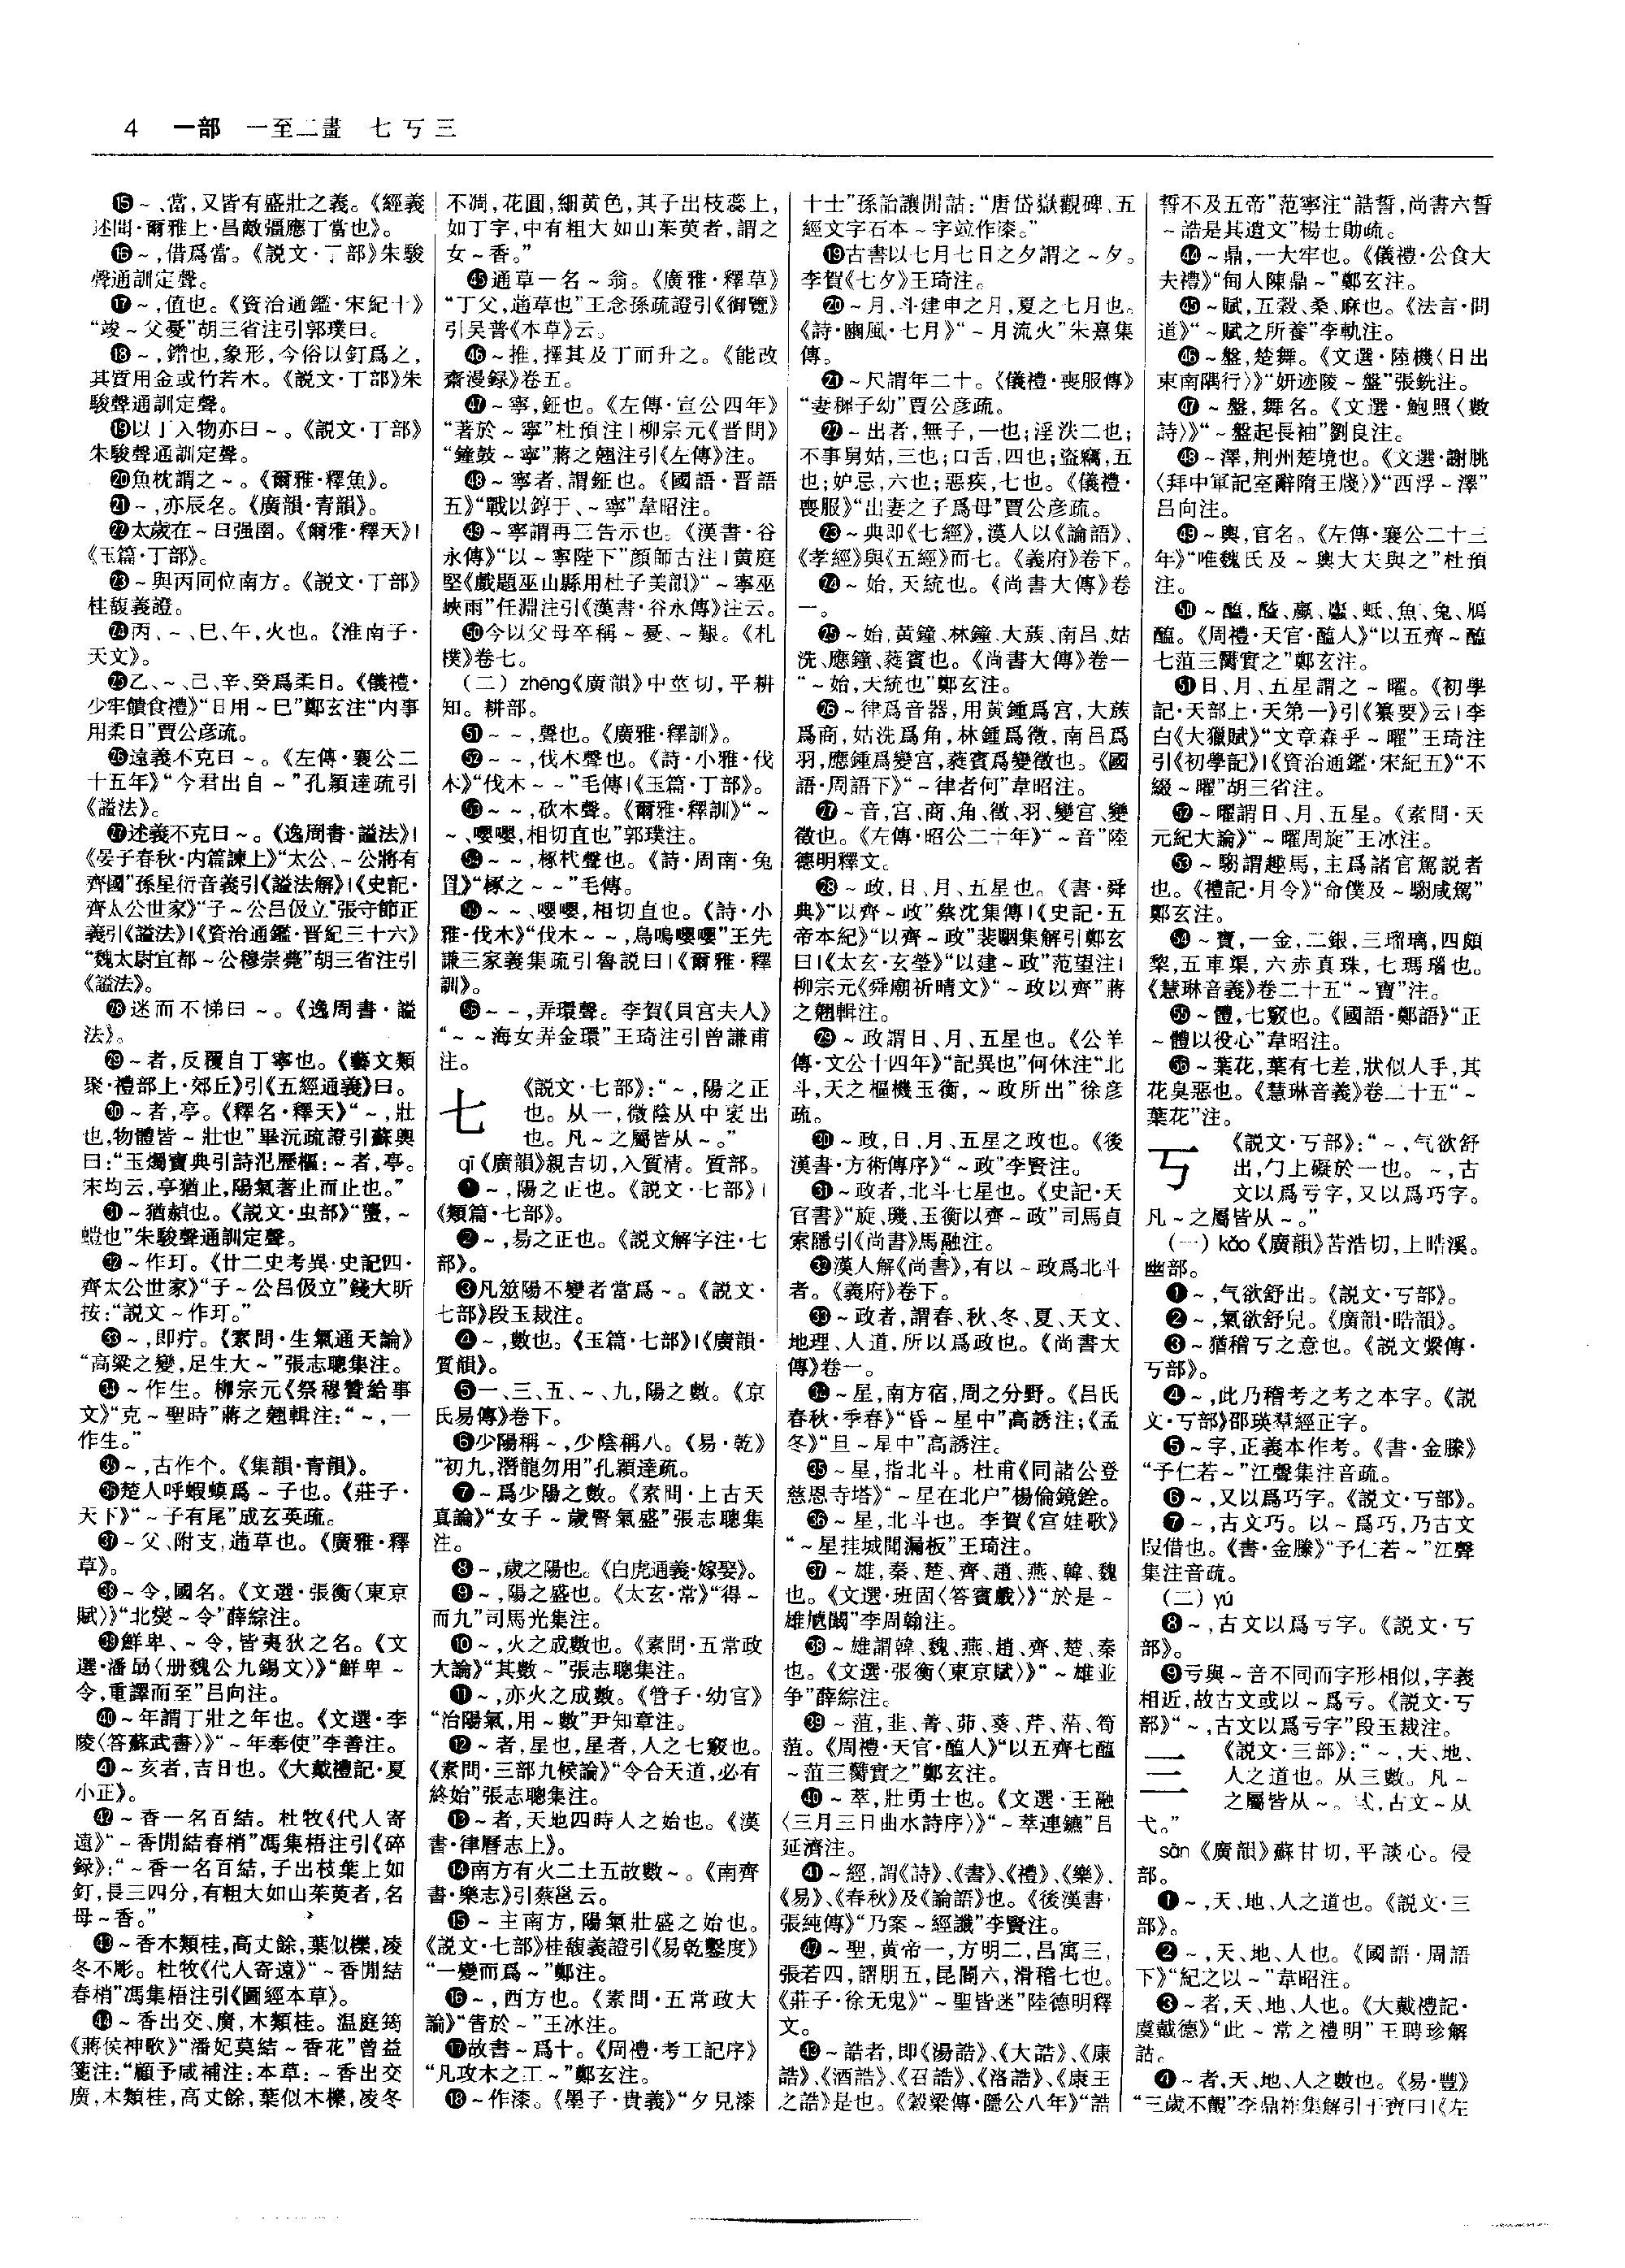 4 一部 一至二畫 七丂三
⓯~、當,又皆有盛壯之義。《經義
述聞·爾雅上·昌敵彊應丁當也》。
⓰~,借爲當。《説文·丁部》朱駿
聲通訓定聲。
⓱~,值也。《資治通鑑·宋紀十》
“竣~父憂”胡三省注引郭璞曰。
⓲~,鐕也,象形,今俗以釘爲之,
其質用金或竹若木。《説文·丁部》朱
駿聲通訓定聲。
⓳以丁入物亦曰~。《説文·丁部》
朱駿聲通訓定聲。
⓴魚枕謂之~。《爾雅·釋魚》。
㉑~,亦辰名。《廣韻·青韻》。
㉒太歲在~曰强圉。《爾雅·釋天》|
《玉篇·丁部》。
㉓~與丙同位南方。《説文·丁部》
桂馥義證。
㉔丙、~、巳、午,火也。《淮南子·
天文》。
㉕乙、~、己、辛、癸爲柔日。《儀禮·
少牢饋食禮》“日用~巳”鄭玄注“内事
用柔日”賈公彦疏。
㉖遠義不克曰~。《左傳·襄公二
十五年》“今君出自~”孔穎達疏引
《謚法》。
㉗述義不克曰~。《逸周書·謚法》|
《晏子春秋·内篇諫上》“太公、~公將有
齊國”孫星衍音義引《謚法解》|《史記·
齊太公世家》“子~公吕伋立”張守節正
義引《謚法》|《資治通鑑·晋紀三十六》
“魏太尉宜都~公穆崇薨”胡三省注引
《謚法》。
㉘迷而不悌曰~。《逸周書·謚
法》。
㉙~者,反覆自丁寧也。《藝文類
聚·禮部上·郊丘》引《五經通義》曰。
㉚~者,亭。《釋名·釋天》“~,壯
也,物體皆~壯也”畢沅疏證引蘇輿
曰:“玉燭寶典引詩氾歷樞:~者,亭。
宋均云,亭猶止,陽氣著止而止也。”
㉛~猶䞓也。《説文·虫部》“蠪,~
螘也”朱駿聲通訓定聲。
㉜~作玎。《廿二史考異·史記四·
齊太公世家》“子~公吕伋立”錢大昕
按:“説文~作玎。”
㉝~,即疔。《素問·生氣通天論》
“高粱之變,足生大~”張志聰集注。
㉞~作生。柳宗元《祭穆贊給事
文》“克~聖時”蔣之翹輯注:“~,一
作生。”
㉟~,古作个。《集韻·青韻》。
㊱楚人呼蝦蟆爲~子也。《莊子·
天下》“~子有尾”成玄英疏。
㊲~父、附支,蓪草也。《廣雅·釋
草》。
㊳~令,國名。《文選·張衡〈東京
賦〉》“北燮~令”薛綜注。
㊴鮮卑、~令,皆夷狄之名。《文
選·潘勗〈册魏公九錫文〉》“鮮卑~
令,重譯而至”吕向注。
㊵~年謂丁壯之年也。《文選·李
陵〈答蘇武書〉》“~年奉使”李善注。
㊶~亥者,吉日也。《大戴禮記·夏
小正》。
㊷~香一名百結。杜牧《代人寄
遠》“~香閒結春梢”馮集梧注引《碎
録》:“~香一名百結,子出枝葉上如
釘,長三四分,有粗大如山茱萸者,名
母~香。”
㊸~香木類桂,高丈餘,葉似櫟,凌
冬不彫。杜牧《代人寄遠》“~香閒結
春梢”馮集梧注引《圖經本草》。
㊹~香出交、廣,木類桂。温庭筠
《蔣侯神歌》“潘妃莫結~香花”曾益
箋注:“顧予咸補注:本草:~香出交
廣,木類桂,高丈餘,葉似木櫟,凌冬
不凋,花圓,細黄色,其子出枝蕊上,
如丁字,中有粗大如山茱萸者,謂之
女~香。”
㊺通草一名~翁。《廣雅·釋草》
“丁父,蓪草也”王念孫疏證引《御覽》
引吴普《本草》云。
㊻~推,擇其及丁而升之。《能改
齋漫録》卷五。
㊼~寧,鉦也。《左傳·宣公四年》
“著於~寧”杜預注|柳宗元《晋問》
“鐘鼓~寧”蔣之翹注引《左傳》注。
㊽~寧者,謂鉦也。《國語·晋語
五》“戰以錞于、~寧”韋昭注。
㊾~寧謂再三告示也。《漢書·谷
永傳》“以~寧陛下”顔師古注|黄庭
堅《戲題巫山縣用杜子美韻》“~寧巫
峽雨”任淵注引《漢書·谷永傳》注云。
㊿今以父母卒稱~憂、~艱。《札
樸》卷七。
(二) zhēng《廣韻》中莖切,平耕
知。耕部。
51~~,聲也。《廣雅·釋訓》。
52~~,伐木聲也。《詩·小雅·伐
木》“伐木~~”毛傳|《玉篇·丁部》。
53~~,砍木聲。《爾雅·釋訓》“~
~、嚶嚶,相切直也”郭璞注。
54~~,椓杙聲也。《詩·周南·兔
罝》“椓之~~”毛傳。
55~~、嚶嚶,相切直也。《詩·小
雅·伐木》“伐木~~,鳥鳴嚶嚶”王先
謙三家義集疏引魯説曰|《爾雅·釋
訓》。
56~~,弄環聲。李賀《貝宫夫人》
“~~海女弄金環”王琦注引曾謙甫
注。
七 《説文·七部》:“~,陽之正
也。从一,微陰从中衺出
也。凡~之屬皆从~。”
qī《廣韻》親吉切,入質清。質部。
❶~,陽之正也。《説文·七部》|
《類篇·七部》。
❷~,易之正也。《説文解字注·七
部》。
❸凡筮陽不變者當爲~。《説文·
七部》段玉裁注。
❹~,數也。《玉篇·七部》|《廣韻·
質韻》。
❺一、三、五、~、九,陽之數。《京
氏易傳》卷下。
❻少陽稱~,少陰稱八。《易·乾》
“初九,潛龍勿用”孔穎達疏。
❼~爲少陽之數。《素問·上古天
真論》“女子~歲腎氣盛”張志聰集
注。
❽~,歲之陽也。《白虎通義·嫁娶》。
❾~,陽之盛也。《太玄·常》“得~
而九”司馬光集注。
❿~,火之成數也。《素問·五常政
大論》“其數~”張志聰集注。
⓫~,亦火之成數。《管子·幼官》
“治陽氣,用~數”尹知章注。
⓬~者,星也,星者,人之七竅也。
《素問·三部九候論》“令合天道,必有
終始”張志聰集注。
⓭~者,天地四時人之始也。《漢
書·律曆志上》。
⓮南方有火二土五故數~。《南齊
書·樂志》引蔡邕云。
⓯~主南方,陽氣壯盛之始也。
《説文·七部》桂馥義證引《易乾鑿度》
“一變而爲~”鄭注。
⓰~,西方也。《素問·五常政大
論》“眚於~”王冰注。
⓱故書~爲十。《周禮·考工記序》
“凡攻木之工~”鄭玄注。
⓲~作漆。《墨子·貴義》“夕見漆
十士”孫詒讓閒詁:“唐岱嶽觀碑、五
經文字石本~字竝作漆。”
⓳古書以七月七日之夕謂之~夕。
李賀《七夕》王琦注。
⓴~月,斗建申之月,夏之七月也。
《詩·豳風·七月》“~月流火”朱熹集
傳。
㉑~尺謂年二十。《儀禮·喪服傳》
“妻穉子幼”賈公彦疏。
㉒~出者,無子,一也;淫泆二也;
不事舅姑,三也;口舌,四也;盗竊,五
也;妒忌,六也;惡疾,七也。《儀禮·
喪服》“出妻之子爲母”賈公彦疏。
㉓~典即《七經》,漢人以《論語》、
《孝經》與《五經》而七。《義府》卷下。
㉔~始,天統也。《尚書大傳》卷
一。
㉕~始,黄鐘、林鐘、大蔟、南吕、姑
洗、應鐘、蕤賓也。《尚書大傳》卷一
“~始,天統也”鄭玄注。
㉖~律爲音器,用黄鍾爲宫,大蔟
爲商,姑洗爲角,林鍾爲徵,南吕爲
羽,應鍾爲變宫,蕤賓爲變徵也。《國
語·周語下》“~律者何”韋昭注。
㉗~音,宫、商、角、徵、羽、變宫、變
徵也。《左傳·昭公二十年》“~音”陸
德明釋文。
㉘~政,日、月、五星也。《書·舜
典》“以齊~政”蔡沈集傳|《史記·五
帝本紀》“以齊~政”裴駰集解引鄭玄
曰|《太玄·玄瑩》“以建~政”范望注|
柳宗元《舜廟祈晴文》“~政以齊”蔣
之翹輯注。
㉙~政謂日、月、五星也。《公羊
傳·文公十四年》“記異也”何休注“北
斗,天之樞機玉衡,~政所出”徐彦
疏。
㉚~政,日、月、五星之政也。《後
漢書·方術傳序》“~政”李賢注。
㉛~政者,北斗七星也。《史記·天
官書》“旋、璣、玉衡以齊~政”司馬貞
索隱引《尚書》馬融注。
㉜漢人解《尚書》,有以~政爲北斗
者。《義府》卷下。
㉝~政者,謂春、秋、冬、夏、天文、
地理、人道,所以爲政也。《尚書大
傳》卷一。
㉞~星,南方宿,周之分野。《吕氏
春秋·季春》“昏~星中”高誘注;《孟
冬》“旦~星中”高誘注。
㉟~星,指北斗。杜甫《同諸公登
慈恩寺塔》“~星在北户”楊倫鏡銓。
㊱~星,北斗也。李賀《宫娃歌》
“~星挂城聞漏板”王琦注。
㊲~雄,秦、楚、齊、趙、燕、韓、魏
也。《文選·班固〈答賓戲〉》“於是~
雄虓闞”李周翰注。
㊳~雄謂韓、魏、燕、趙、齊、楚、秦
也。《文選·張衡〈東京賦〉》“~雄並
争”薛綜注。
㊴~菹,韭、菁、茆、葵、芹、菭、筍
菹。《周禮·天官·醢人》“以五齊七醢
~菹三臡實之”鄭玄注。
㊵~萃,壯勇士也。《文選·王融
〈三月三日曲水詩序〉》“~萃連鑣”吕
延濟注。
㊶~經,謂《詩》、《書》、《禮》、《樂》、
《易》、《春秋》及《論語》也。《後漢書·
張純傳》“乃案~經讖”李賢注。
㊷~聖,黄帝一,方明二,昌㝢三,
張若四,謵朋五,昆閽六,滑稽七也。
《莊子·徐无鬼》“~聖皆迷”陸德明釋
文。
㊸~誥者,即《湯誥》、《大誥》、《康
誥》、《酒誥》、《召誥》、《洛誥》、《康王
之誥》是也。《穀梁傳·隱公八年》“誥
誓不及五帝”范寧注“誥誓,尚書六誓
~誥是其遺文”楊士勛疏。
㊹~鼎,一大牢也。《儀禮·公食大
夫禮》“甸人陳鼎~”鄭玄注。
㊺~賦,五穀、桑、麻也。《法言·問
道》“~賦之所養”李軌注。
㊻~盤,楚舞。《文選·陸機〈日出
東南隅行〉》“妍迹陵~盤”張銑注。
㊼~盤,舞名。《文選·鮑照〈數
詩〉》“~盤起長袖”劉良注。
㊽~澤,荆州楚境也。《文選·謝脁
〈拜中軍記室辭隋王牋〉》“西浮~澤”
吕向注。
㊾~輿,官名。《左傳·襄公二十三
年》“唯魏氏及~輿大夫與之”杜預
注。
㊿~醢,醓、蠃、蠯、蚳、魚、兔、鴈
醢。《周禮·天官·醢人》“以五齊~醢
七菹三臡實之”鄭玄注。
51日、月、五星謂之~曜。《初學
記·天部上·天第一》引《纂要》云|李
白《大獵賦》“文章森乎~曜”王琦注
引《初學記》|《資治通鑑·宋紀五》“不
綴~曜”胡三省注。
52~曜謂日、月、五星。《素問·天
元紀大論》“~曜周旋”王冰注。
53~騶謂趣馬,主爲諸官駕説者
也。《禮記·月令》“命僕及~騶咸駕”
鄭玄注。
54~寶,一金,二銀,三瑠璃,四頗
棃,五車渠,六赤真珠,七瑪瑙也。
《慧琳音義》卷二十五“~寶”注。
55~體,七竅也。《國語·鄭語》“正
~體以役心”韋昭注。
56~葉花,葉有七差,狀似人手,其
花臭惡也。《慧琳音義》卷二十五“~
葉花”注。
丂 《説文·丂部》:“~,气欲舒
出,勹上礙於一也。~,古
文以爲亏字,又以爲巧字。
凡~之屬皆从~。”
(一) kǎo《廣韻》苦浩切,上晧溪。
幽部。
❶~,气欲舒出。《説文·丂部》。
❷~,氣欲舒皃。《廣韻·晧韻》。
❸~猶稽丂之意也。《説文繫傳·
丂部》。
❹~,此乃稽考之考之本字。《説
文·丂部》邵瑛羣經正字。
❺~字,正義本作考。《書·金縢》
“予仁若~”江聲集注音疏。
❻~,又以爲巧字。《説文·丂部》。
❼~,古文巧。以~爲巧,乃古文
叚借也。《書·金縢》“予仁若~”江聲
集注音疏。
(二) yú
❽~,古文以爲亏字。《説文·丂
部》。
❾亏與~音不同而字形相似,字義
相近,故古文或以~爲亏。《説文·丂
部》“~,古文以爲亏字”段玉裁注。
三 《説文·三部》:“~,天、地、
人之道也。从三數。凡~
之屬皆从~。弎,古文~从
弋。”
sān《廣韻》蘇甘切,平談心。侵
部。
❶~,天、地、人之道也。《説文·三
部》。
❷~,天、地、人也。《國語·周語
下》“紀之以~”韋昭注。
❸~者,天、地、人也。《大戴禮記·
虞戴德》“此~常之禮明”王聘珍解
詁。
❹~者,天、地、人之數也。《易·豐》
“三歲不覿”李鼎祚集解引干寶曰|《左